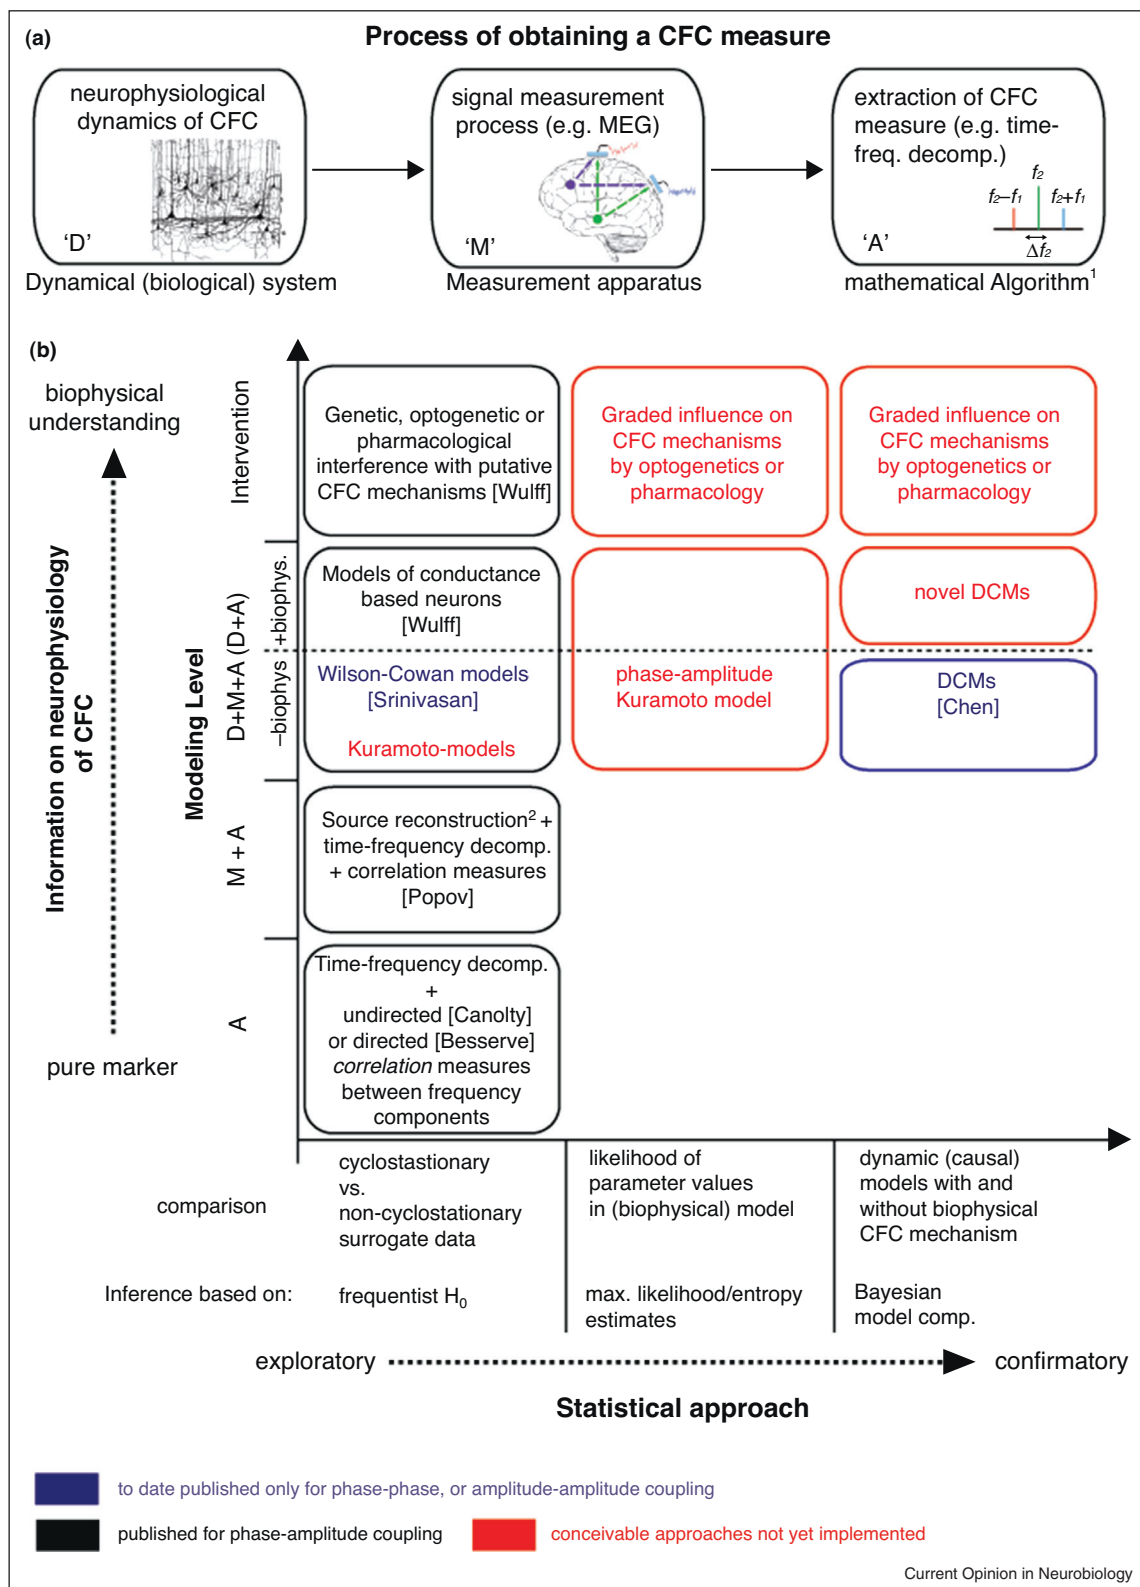 (a)
Process of obtaining a CFC measure
neurophysiological
dynamics of CFC
'D'
Dynamical (biological) system
signal measurement
process (e.g. MEG)
'M'
Measurement apparatus
extraction of CFC
measure (e.g. time-
freq. decomp.)
f2
f2–f1
f2+f1
Δf2
'A'
mathematical Algorithm1
(b)
biophysical
understanding
Information on neurophysiology
of CFC
pure marker
Modeling Level
Intervention
D+M+A (D+A)
–biophys +biophys.
M + A
A
Genetic, optogenetic or
pharmacological
interference with putative
CFC mechanisms [Wulff]
Graded influence on
CFC mechanisms
by optogenetics or
pharmacology
Graded influence on
CFC mechanisms
by optogenetics or
pharmacology
Models of conductance
based neurons
[Wulff]
Wilson-Cowan models
[Srinivasan]
Kuramoto-models
phase-amplitude
Kuramoto model
novel DCMs
DCMs
[Chen]
Source reconstruction2 +
time-frequency decomp.
+ correlation measures
[Popov]
Time-frequency decomp.
+
undirected [Canolty]
or directed [Besserve]
correlation measures
between frequency
components
comparison
cyclostastionary
vs.
non-cyclostationary
surrogate data
likelihood of
parameter values
in (biophysical) model
dynamic (causal)
models with and
without biophysical
CFC mechanism
Inference based on:
frequentist H0
max. likelihood/entropy
estimates
Bayesian
model comp.
exploratory
confirmatory
Statistical approach
to date published only for phase-phase, or amplitude-amplitude coupling
published for phase-amplitude coupling
conceivable approaches not yet implemented
Current Opinion in Neurobiology